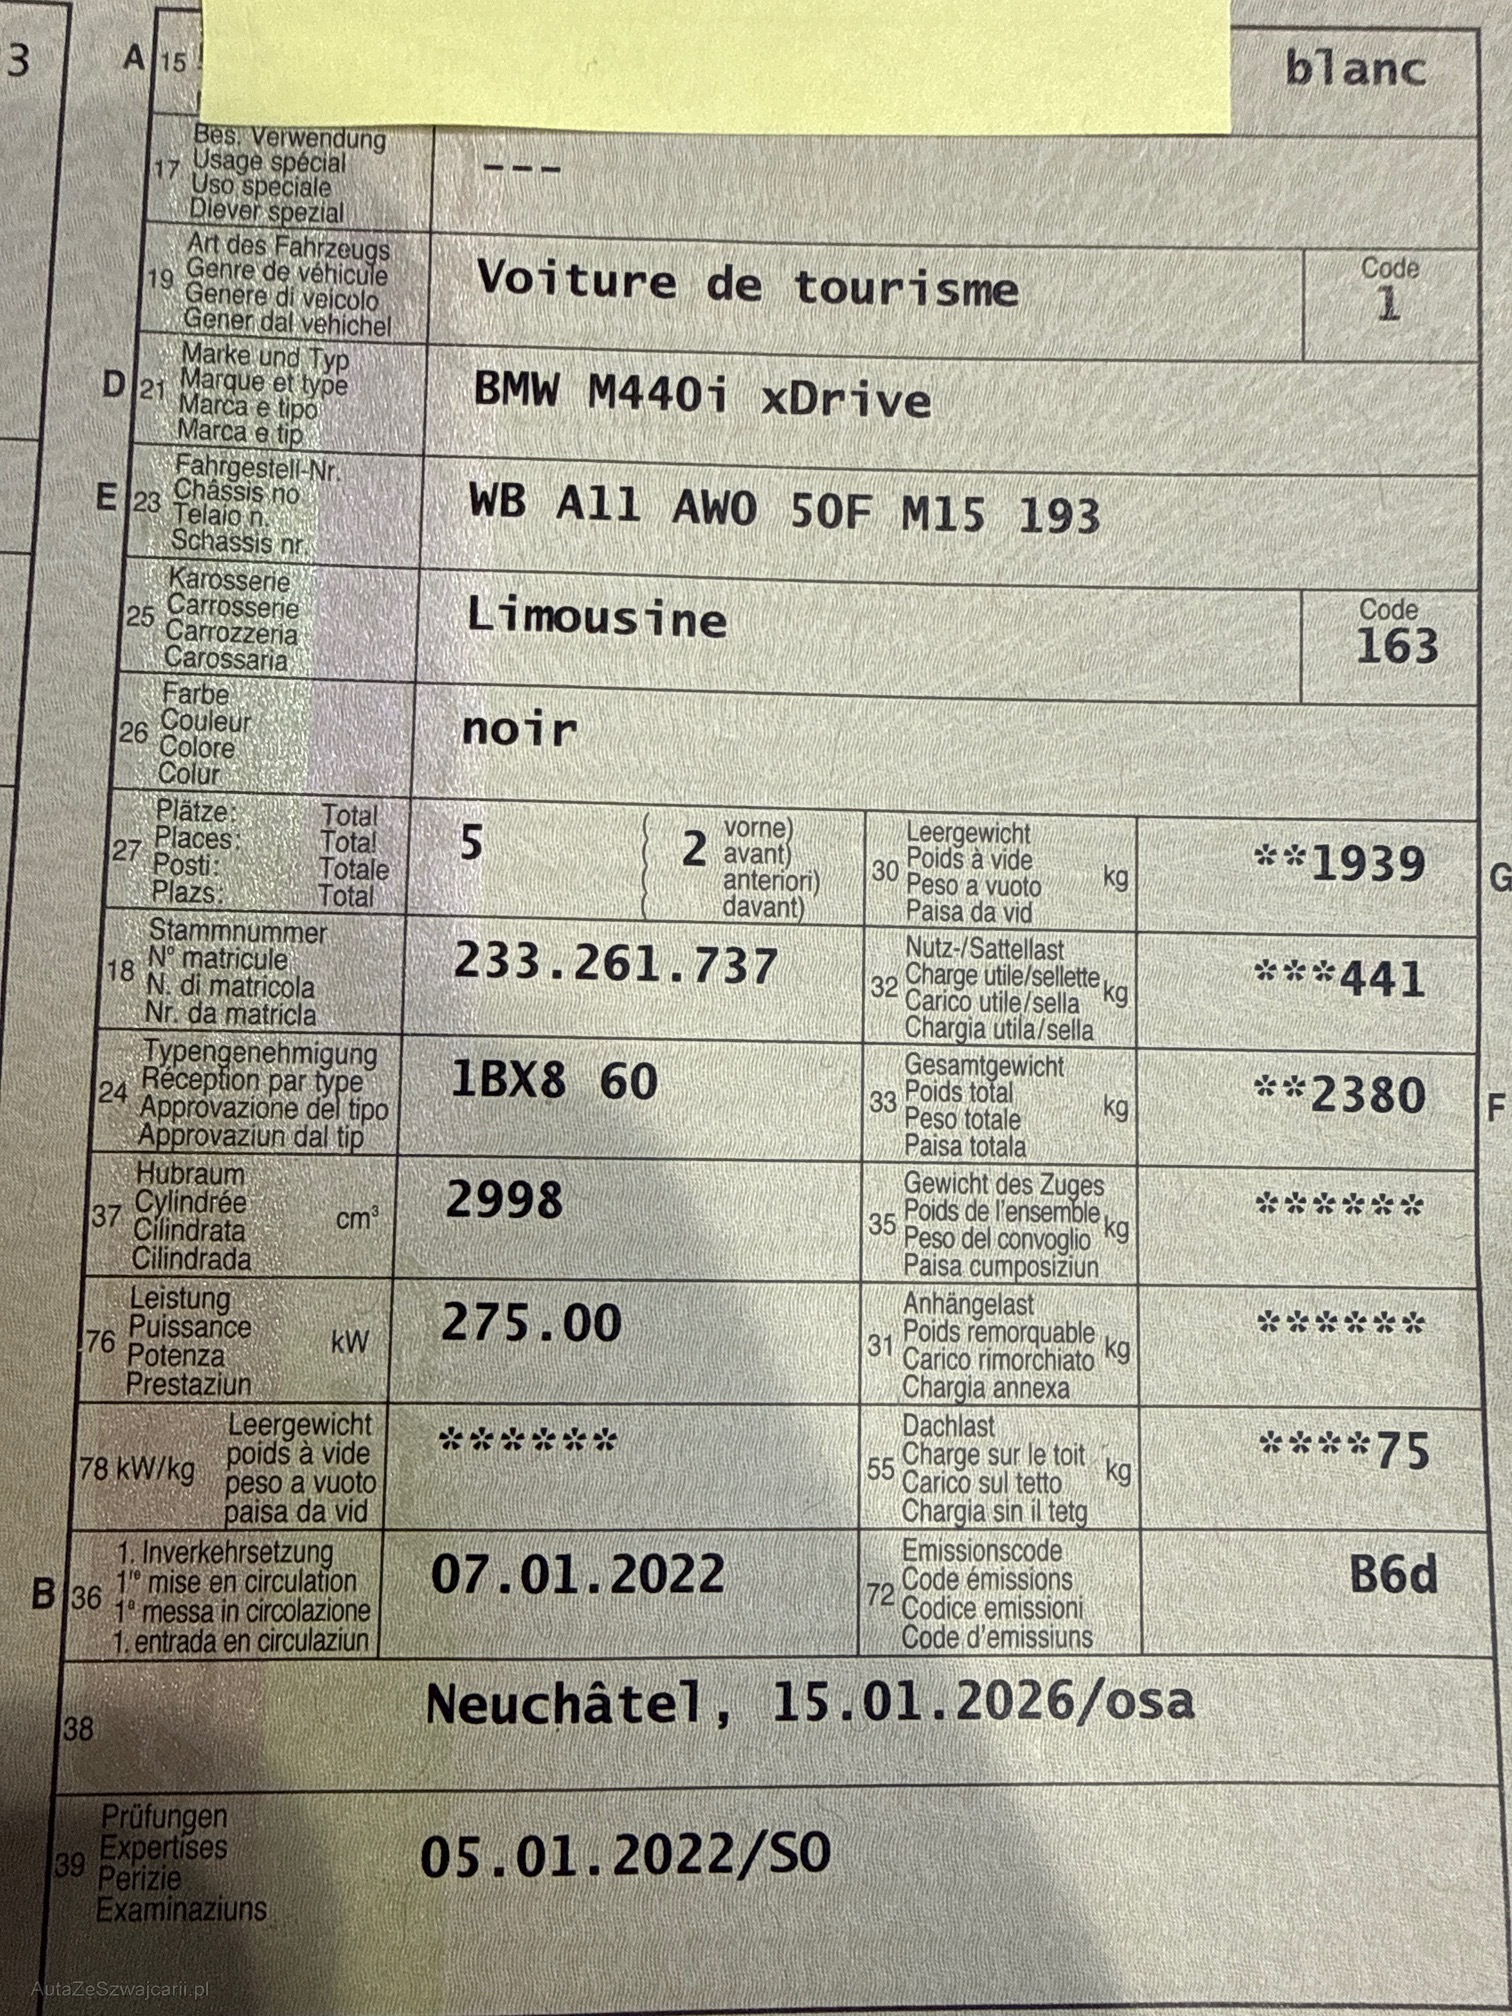 3
A 15 blanc
Bes. Verwendung
17 Usage spécial ---
Uso speciale
Diever spezial
Art des Fahrzeugs
19 Genre de véhicule Voiture de tourisme Code
Genere di veicolo 1
Gener dal vehichel
Marke und Typ
D 21 Marque et type BMW M440i xDrive
Marca e tipo
Marca e tip
Fahrgestell-Nr.
E 23 Châssis no WB A11 AW0 50F M15 193
Telaio n.
Schassis nr.
Karosserie
25 Carrosserie Limousine Code
Carrozzeria 163
Carossaria
Farbe
26 Couleur noir
Colore
Colur
Plätze: Total
27 Places: Total 5 ( 2 vorne)
Posti: Totale avant)
Plazs: Total anteriori)
davant)
Leergewicht
30 Poids à vide kg **1939 G
Peso a vuoto
Paisa da vid
Stammnummer
18 N° matricule 233.261.737
N. di matricola
Nr. da matricla
Nutz-/Sattellast
32 Charge utile/sellette kg ***441
Carico utile/sella
Chargia utila/sella
Typengenehmigung
24 Réception par type 1BX8 60
Approvazione del tipo
Approvaziun dal tip
Gesamtgewicht
33 Poids total kg **2380 F
Peso totale
Paisa totala
Hubraum
37 Cylindrée cm³ 2998
Cilindrata
Cilindrada
Gewicht des Zuges
35 Poids de l'ensemble kg ******
Peso del convoglio
Paisa cumposiziun
Leistung
76 Puissance kW 275.00
Potenza
Prestaziun
Anhängelast
31 Poids remorquable kg ******
Carico rimorchiato
Chargia annexa
Leergewicht
78 kW/kg poids à vide ******
peso a vuoto
paisa da vid
Dachlast
55 Charge sur le toit kg ****75
Carico sul tetto
Chargia sin il tetg
1. Inverkehrsetzung
B 36 1re mise en circulation 07.01.2022
1a messa in circolazione
1. entrada en circulaziun
Emissionscode
72 Code émissions B6d
Codice emissioni
Code d'emissiuns
38 Neuchâtel, 15.01.2026/osa
Prüfungen
39 Expertises 05.01.2022/SO
Perizie
Examinaziuns
AutaZeSzwajcarii.pl